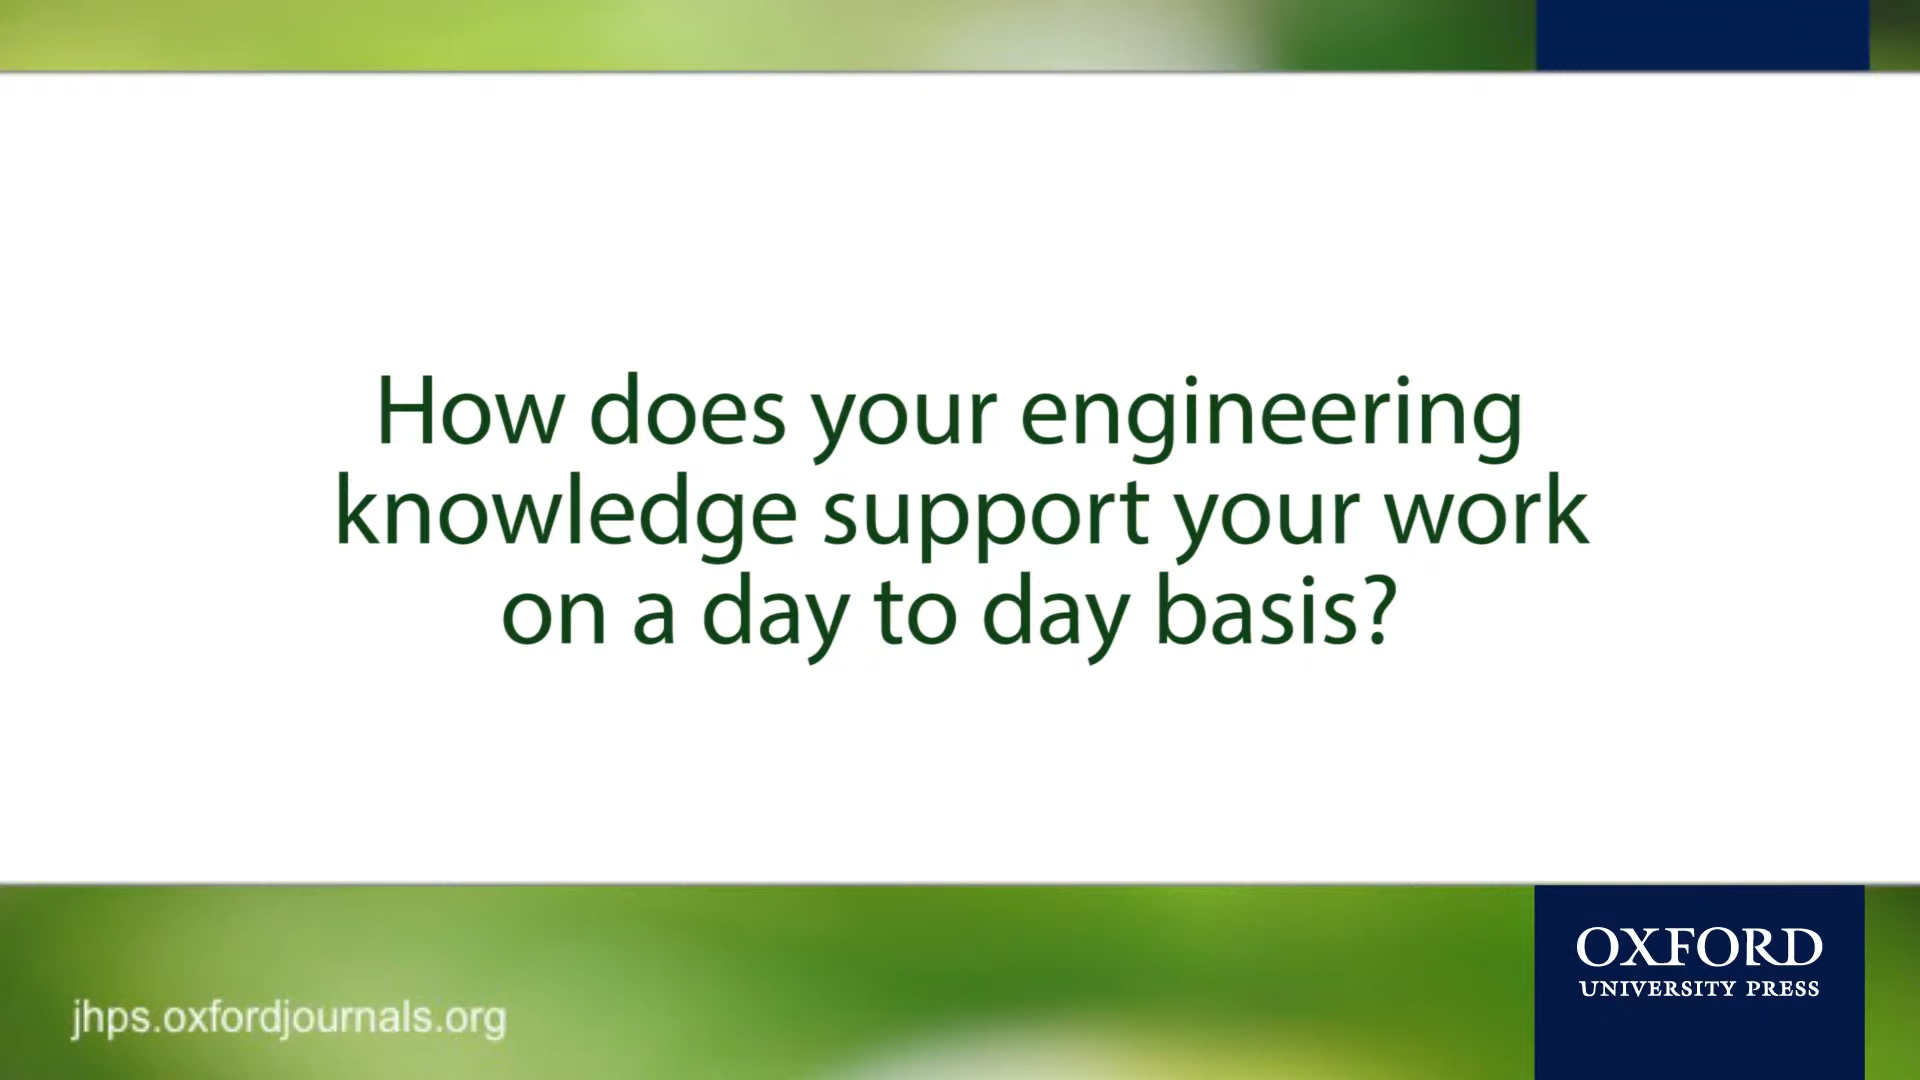 How does your engineering
knowledge support your work
on a day to day basis?
OXFORD
UNIVERSITY PRESS
jhps.oxfordjournals.org